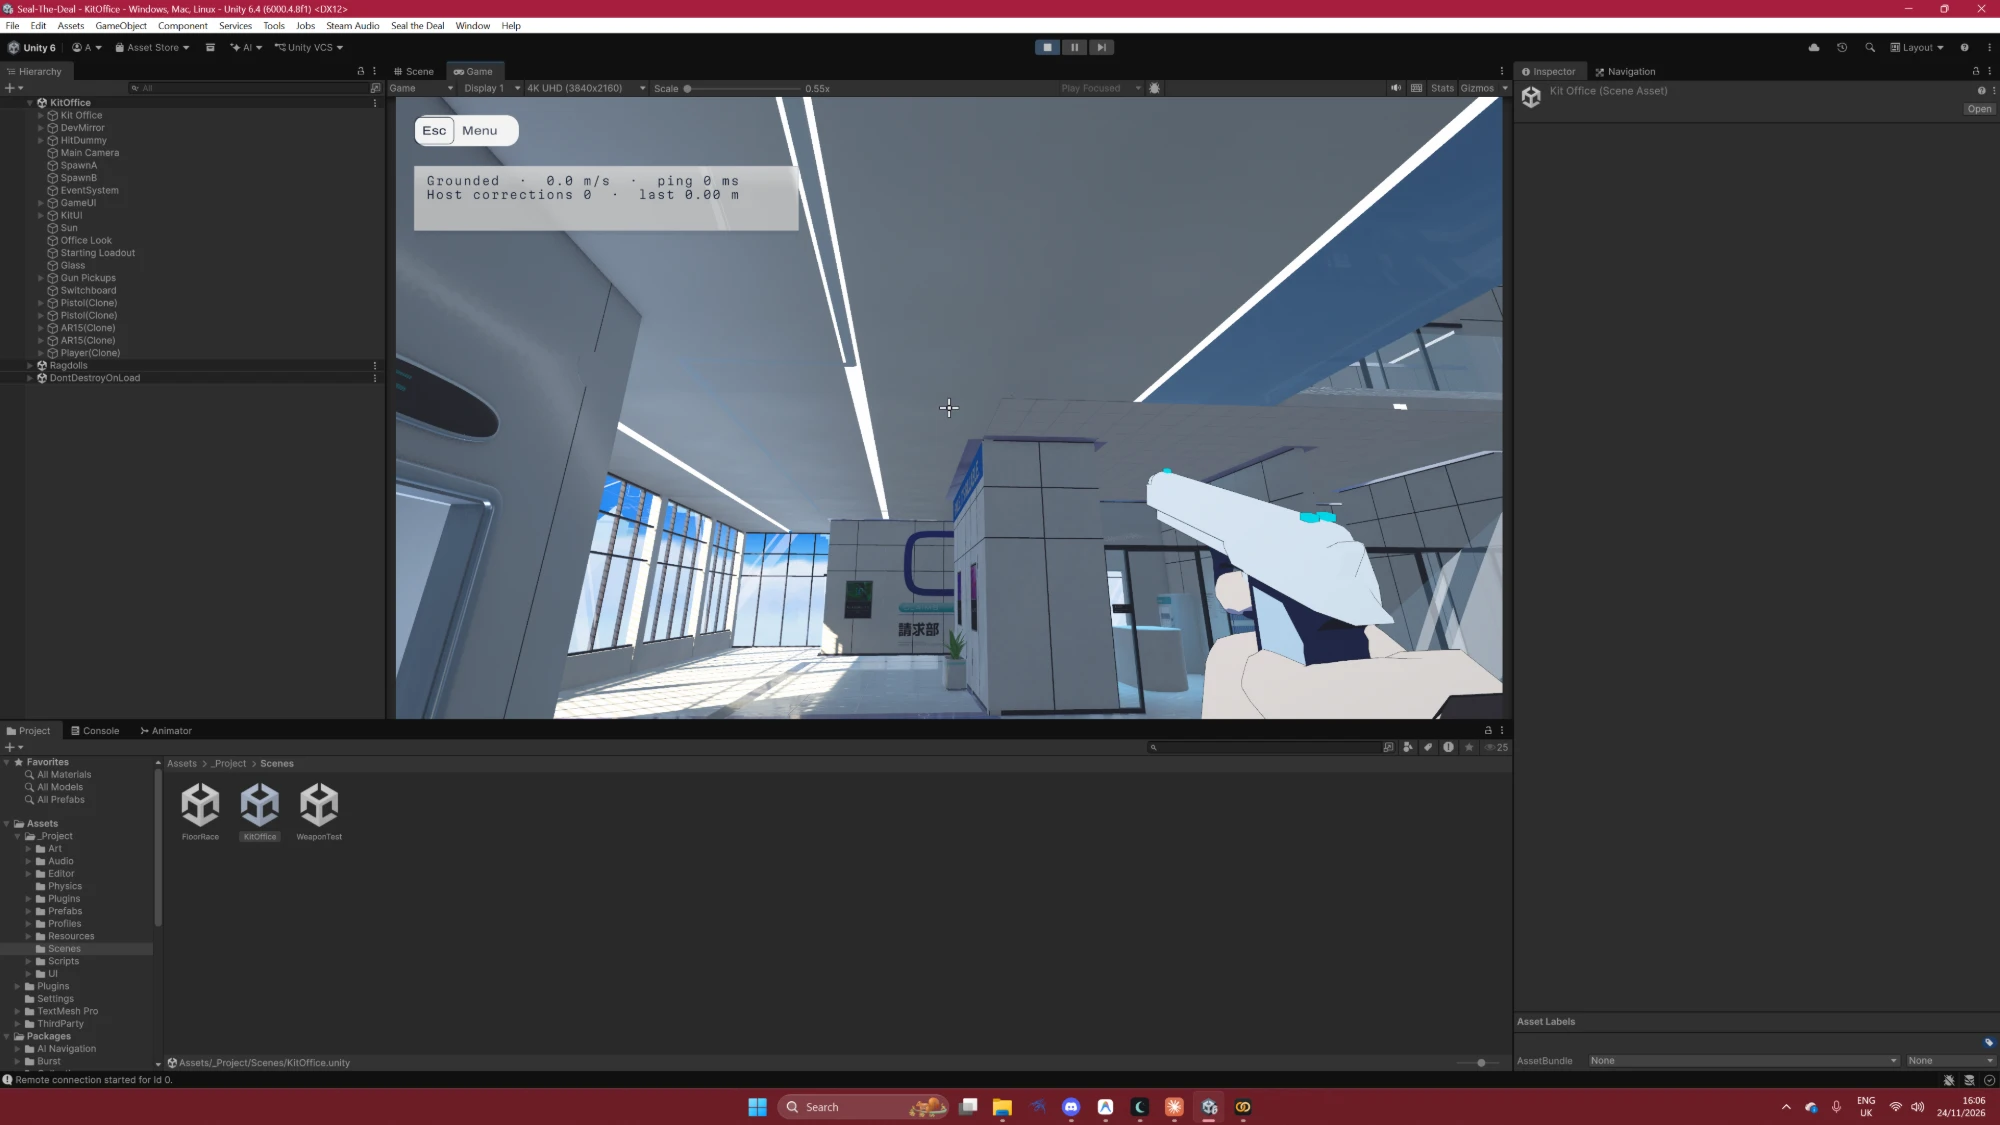 Seal-The-Deal - KitOffice - Windows, Mac, Linux - Unity 6.4 (6000.4.8f1) <DX12>
File Edit Assets GameObject Component Services Tools Jobs Steam Audio Seal the Deal Window Help
Unity 6 A Asset Store AI Unity VCS Layout
Hierarchy
All
KitOffice
Kit Office
DevMirror
HitDummy
Main Camera
SpawnA
SpawnB
EventSystem
GameUI
KitUI
Sun
Office Look
Starting Loadout
Glass
Gun Pickups
Switchboard
Pistol(Clone)
Pistol(Clone)
AR15(Clone)
AR15(Clone)
Player(Clone)
Ragdolls
DontDestroyOnLoad
Scene Game
Game Display 1 4K UHD (3840x2160) Scale 0.55x Play Focused Stats Gizmos
Esc Menu
Grounded · 0.0 m/s · ping 0 ms
Host corrections 0 · last 0.00 m
請求部
Inspector Navigation
Kit Office (Scene Asset)
Open
Project Console Animator
25
Favorites
All Materials
All Models
All Prefabs
Assets
_Project
Art
Audio
Editor
Physics
Plugins
Prefabs
Profiles
Resources
Scenes
Scripts
UI
Plugins
Settings
TextMesh Pro
ThirdParty
Packages
AI Navigation
Burst
Assets > _Project > Scenes
FloorRace KitOffice WeaponTest
Assets/_Project/Scenes/KitOffice.unity
Asset Labels
AssetBundle None None
Remote connection started for id 0.
Search
ENG
UK
16:06
24/11/2026